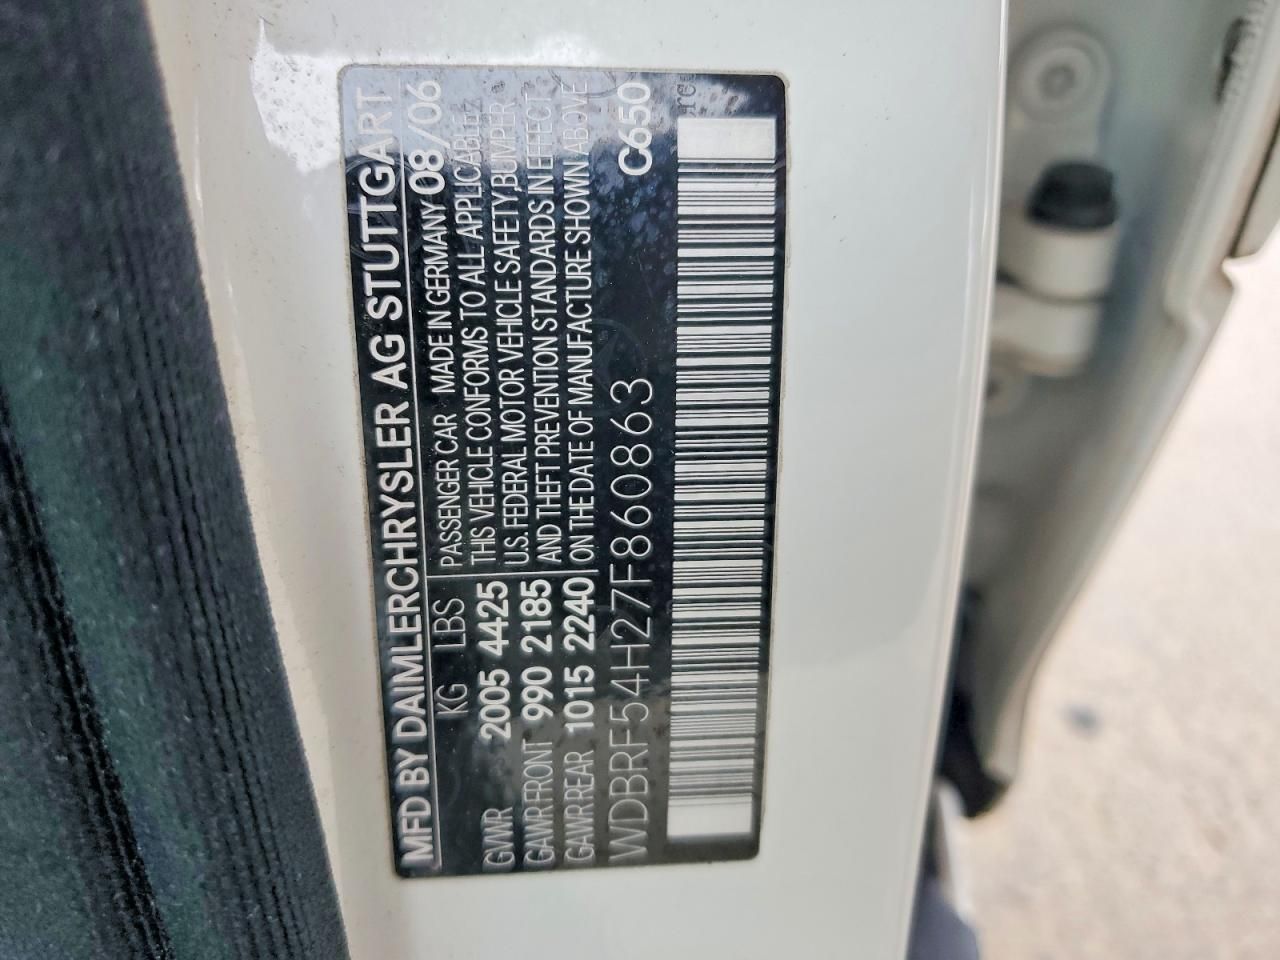 MFD BY DAIMLERCHRYSLER AG STUTTGART
KG LBS PASSENGER CAR MADE IN GERMANY 08/06
GVWR 2005 4425 THIS VEHICLE CONFORMS TO ALL APPLICABLE
GAWR FRONT 990 2185 U.S. FEDERAL MOTOR VEHICLE SAFETY,BUMPER
GAWR REAR 1015 2240 AND THEFT PREVENTION STANDARDS IN EFFECT
ON THE DATE OF MANUFACTURE SHOWN ABOVE
WDBRF54H27F860863 C650